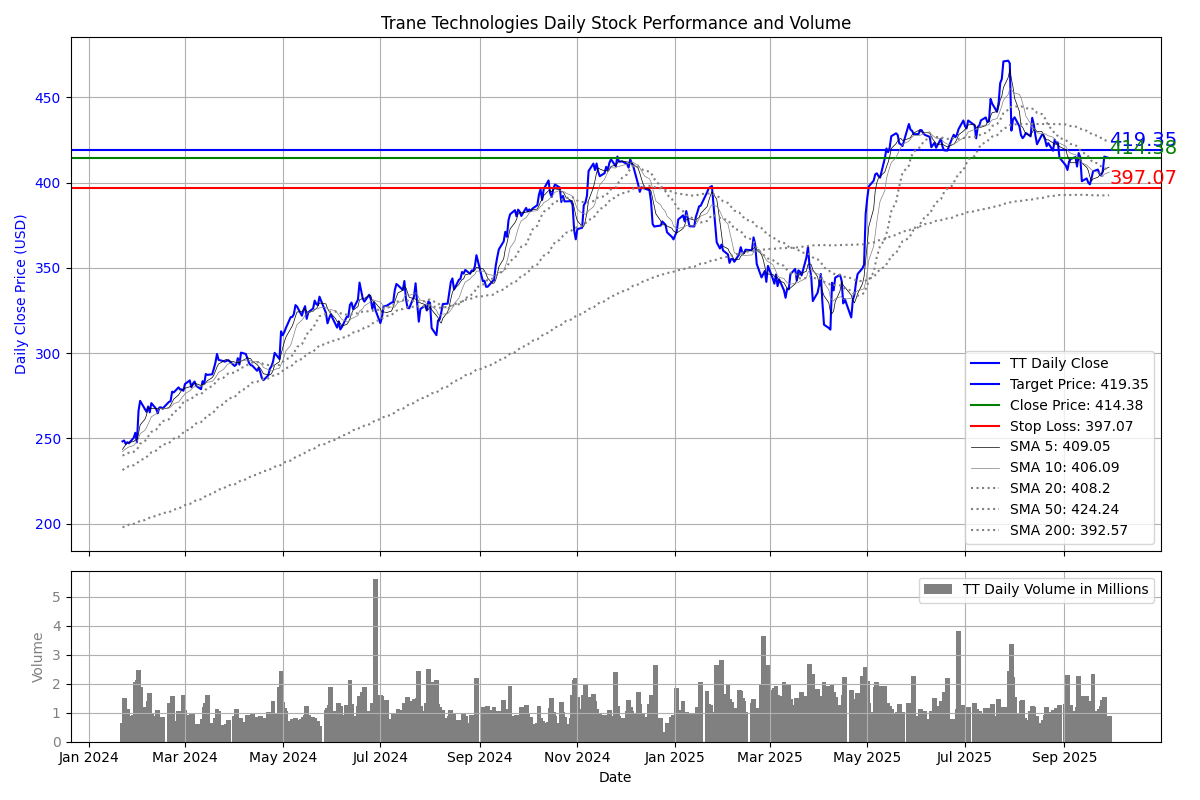 Trane Technologies Daily Stock Performance and Volume
Daily Close Price (USD)
450
400
350
300
250
200
419.35
414.38
397.07
TT Daily Close
Target Price: 419.35
Close Price: 414.38
Stop Loss: 397.07
SMA 5: 409.05
SMA 10: 406.09
SMA 20: 408.2
SMA 50: 424.24
SMA 200: 392.57
Volume
5
4
3
2
1
0
TT Daily Volume in Millions
Jan 2024 Mar 2024 May 2024 Jul 2024 Sep 2024 Nov 2024 Jan 2025 Mar 2025 May 2025 Jul 2025 Sep 2025
Date